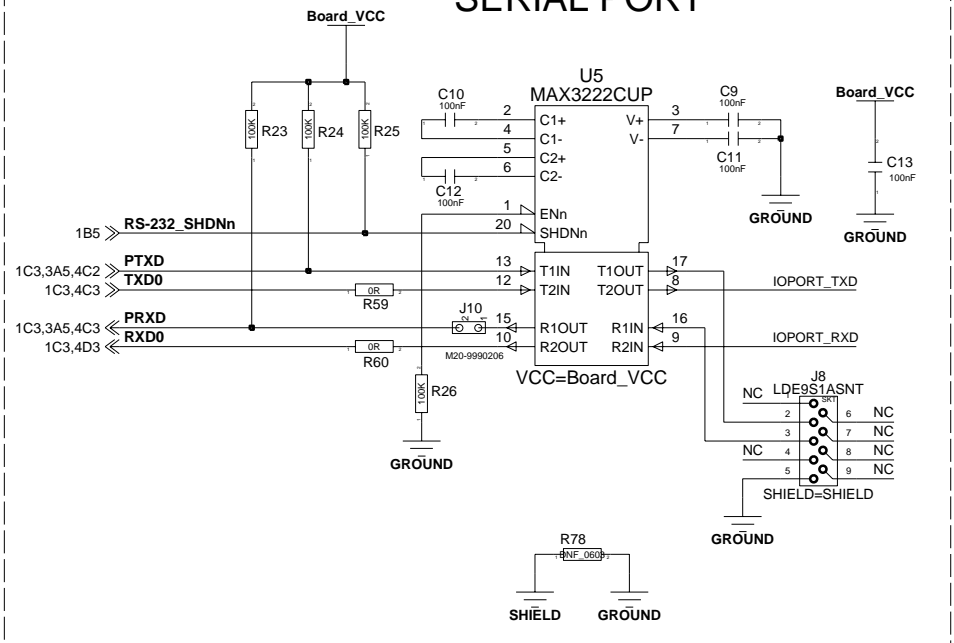 SERIAL PORT
Board_VCC
U5
MAX3222CUP
C10
100nF
2
C1+
4
C1-
5
C2+
6
C2-
C12
100nF
3
V+
7
V-
C9
100nF
C11
100nF
GROUND
Board_VCC
C13
100nF
GROUND
100K
R23
100K
R24
100K
R25
1
ENn
20
SHDNn
1B5
RS-232_SHDNn
1C3,3A5,4C2
PTXD
1C3,4C3
TXD0
0R
R59
13
T1IN
12
T2IN
T1OUT
17
T2OUT
8
IOPORT_TXD
1C3,3A5,4C3
PRXD
1C3,4D3
RXD0
0R
R60
J10
2
1
M20-9990206
15
R1OUT
10
R2OUT
R1IN
16
R2IN
9
IOPORT_RXD
VCC=Board_VCC
100K
R26
GROUND
J8
LDE9S1ASNT
SKT
NC
1
2
3
NC
4
5
6
NC
7
NC
8
NC
9
NC
SHIELD=SHIELD
GROUND
R78
DNF_0603
SHIELD
GROUND